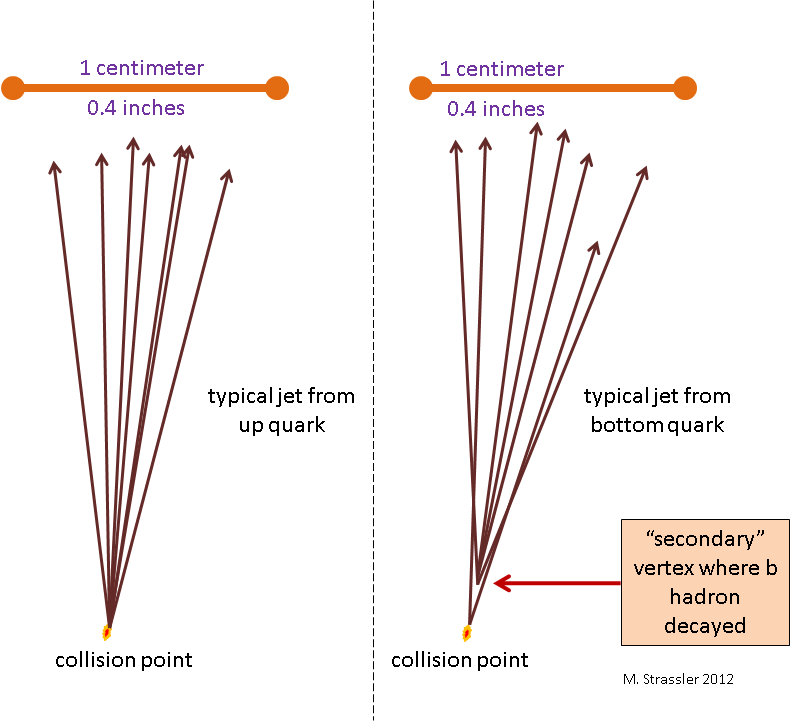 1 centimeter
0.4 inches
typical jet from
up quark
collision point
1 centimeter
0.4 inches
typical jet from
bottom quark
“secondary”
vertex where b
hadron
decayed
collision point
M. Strassler 2012